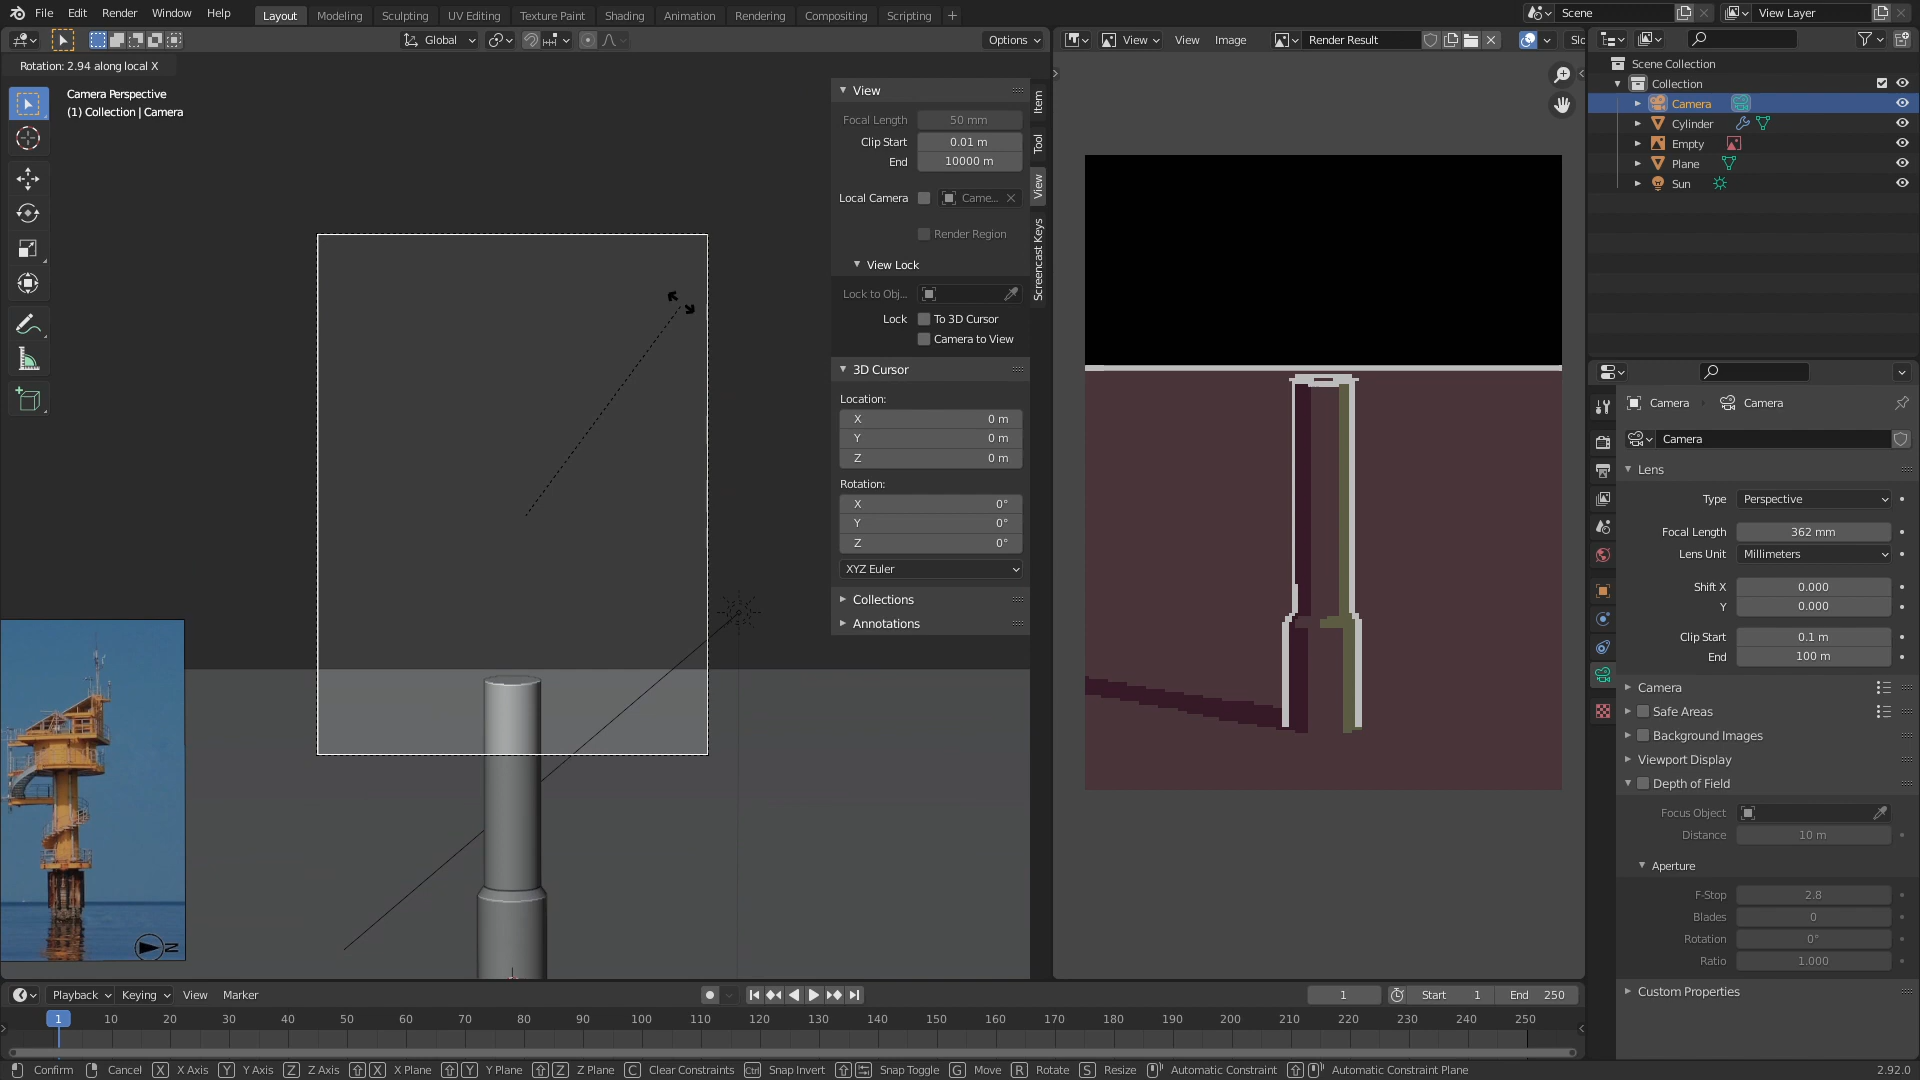 File Edit Render Window Help Layout Modeling Sculpting UV Editing Texture Paint Shading Animation Rendering Compositing Scripting Scene View Layer
Global Options View View Image Render Result Slo
Rotation: 2.94 along local X
Camera Perspective
(1) Collection | Camera
View
Focal Length 50 mm
Clip Start 0.01 m
End 10000 m
Local Camera Came...
Render Region
View Lock
Lock to Obj...
Lock To 3D Cursor
Camera to View
3D Cursor
Location:
X 0 m
Y 0 m
Z 0 m
Rotation:
X 0°
Y 0°
Z 0°
XYZ Euler
Collections
Annotations
Item
Tool
View
Screencast Keys
N
Scene Collection
Collection
Camera
Cylinder
Empty
Plane
Sun
Camera Camera
Camera
Lens
Type Perspective
Focal Length 362 mm
Lens Unit Millimeters
Shift X 0.000
Y 0.000
Clip Start 0.1 m
End 100 m
Camera
Safe Areas
Background Images
Viewport Display
Depth of Field
Focus Object
Distance 10 m
Aperture
F-Stop 2.8
Blades 0
Rotation 0°
Ratio 1.000
Custom Properties
Playback Keying View Marker 1 Start 1 End 250
1 10 20 30 40 50 60 70 80 90 100 110 120 130 140 150 160 170 180 190 200 210 220 230 240 250
Confirm Cancel X X Axis Y Y Axis Z Z Axis X X Plane Y Y Plane Z Z Plane C Clear Constraints Ctrl Snap Invert Snap Toggle G Move R Rotate S Resize Automatic Constraint Automatic Constraint Plane 2.92.0